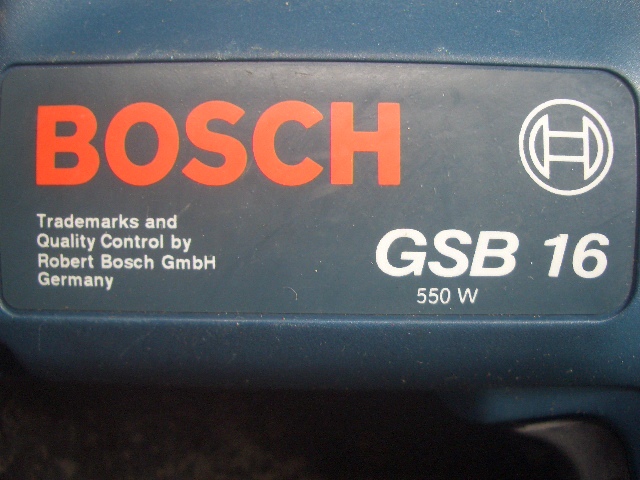 BOSCH
Trademarks and
Quality Control by
Robert Bosch GmbH
Germany
GSB 16
550 W